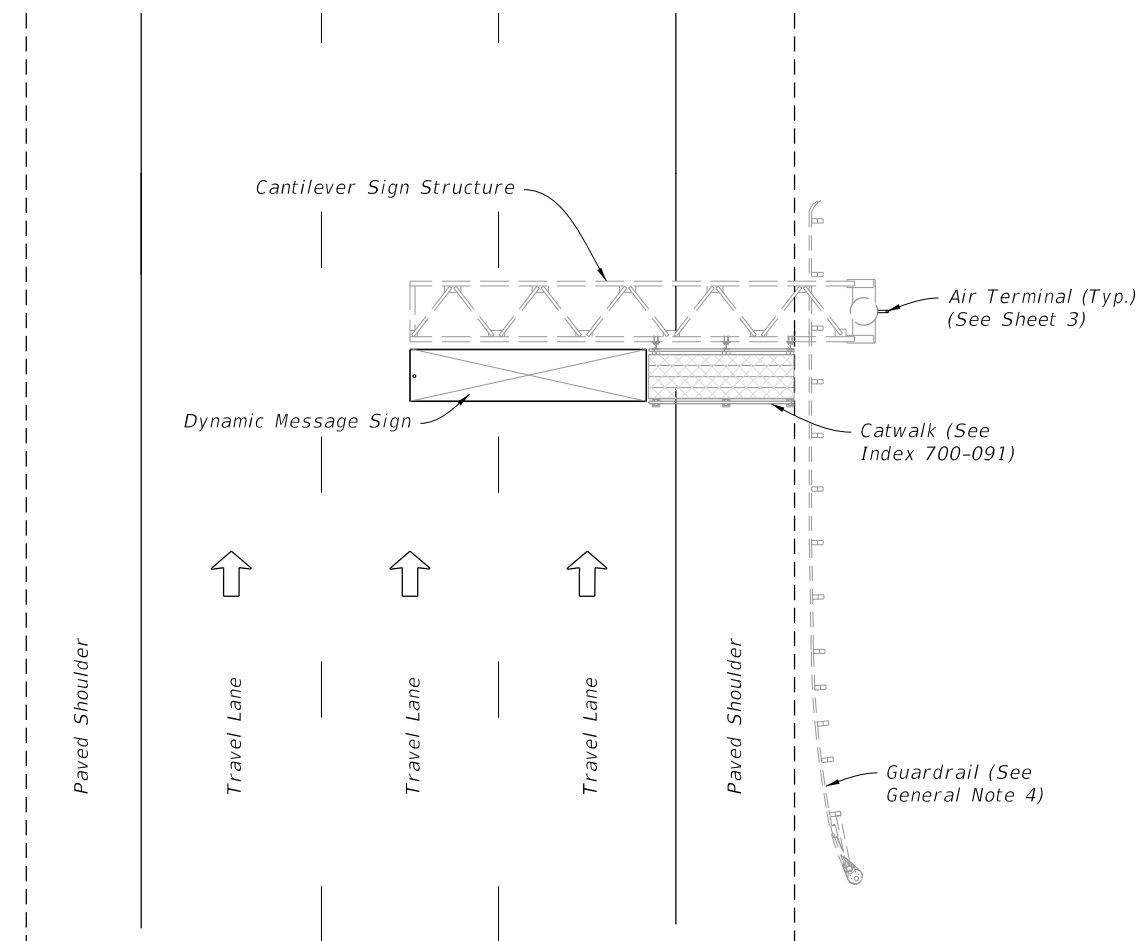 Cantilever Sign Structure
Air Terminal (Typ.)
(See Sheet 3)
Dynamic Message Sign
Catwalk (See
Index 700-091)
Paved Shoulder
Travel Lane
Travel Lane
Travel Lane
Paved Shoulder
Guardrail (See
General Note 4)